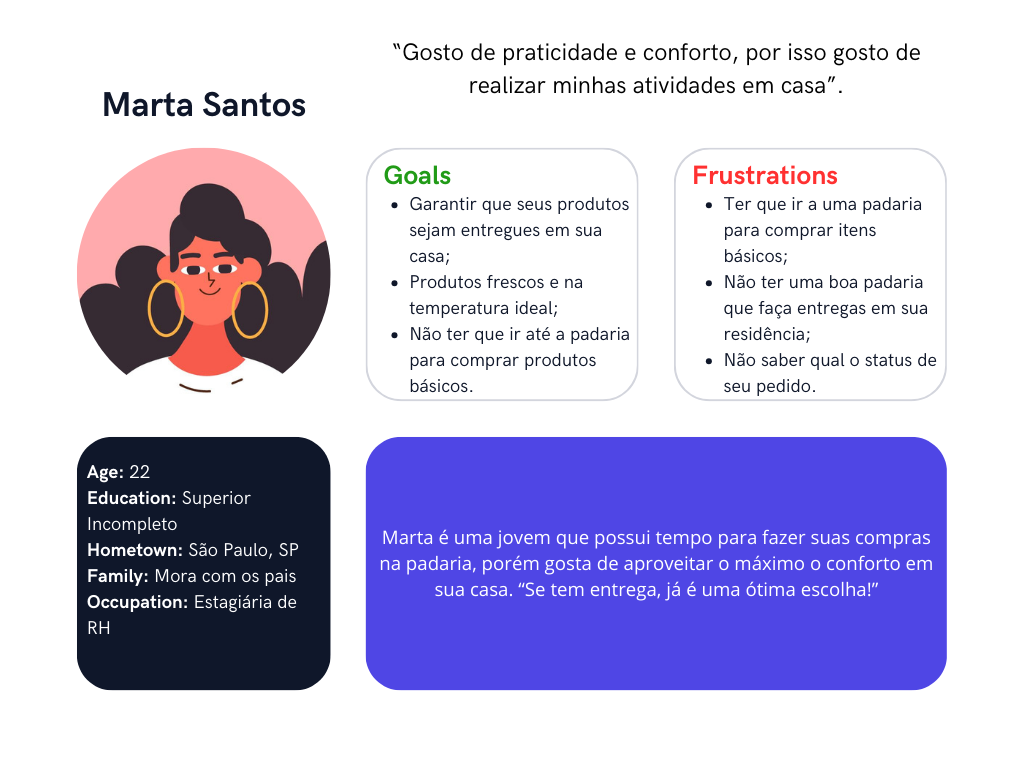 “Gosto de praticidade e conforto, por isso gosto de
realizar minhas atividades em casa”.
Marta Santos
Goals
• Garantir que seus produtos
sejam entregues em sua
casa;
• Produtos frescos e na
temperatura ideal;
• Não ter que ir até a padaria
para comprar produtos
básicos.
Frustrations
• Ter que ir a uma padaria
para comprar itens
básicos;
• Não ter uma boa padaria
que faça entregas em sua
residência;
• Não saber qual o status de
seu pedido.
Age: 22
Education: Superior
Incompleto
Hometown: São Paulo, SP
Family: Mora com os pais
Occupation: Estagiária de
RH
Marta é uma jovem que possui tempo para fazer suas compras
na padaria, porém gosta de aproveitar o máximo o conforto em
sua casa. “Se tem entrega, já é uma ótima escolha!”